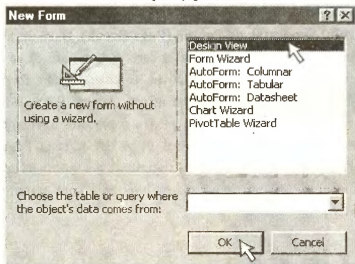 New Form
Design View
Form Wizard
AutoForm: Columnar
AutoForm: Tabular
AutoForm: Datasheet
Chart Wizard
PivotTable Wizard
Create a new form without
using a wizard.
Choose the table or query where
the object's data comes from:
OK
Cancel